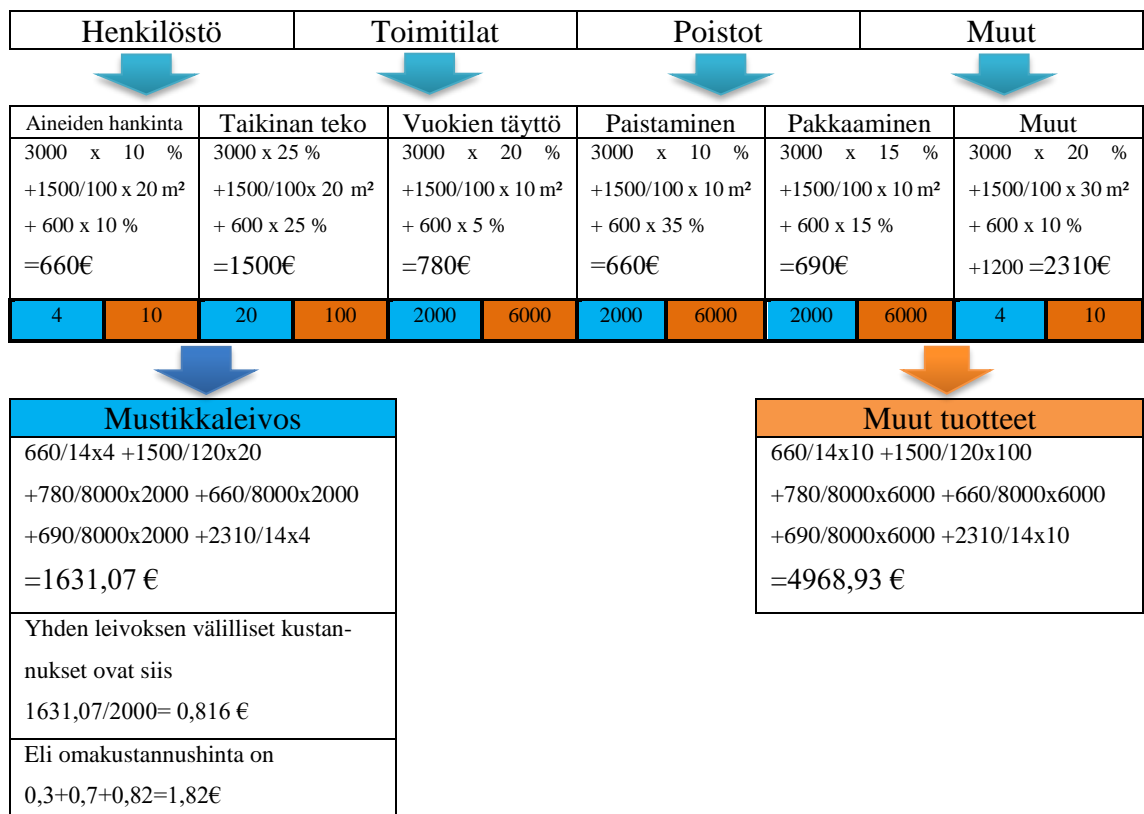 Henkilöstö Toimitilat Poistot Muut
Aineiden hankinta Taikinan teko Vuokien täyttö Paistaminen Pakkaaminen Muut
3000 x 10 % 3000 x 25 % 3000 x 20 % 3000 x 10 % 3000 x 15 % 3000 x 20 %
+1500/100 x 20 m² +1500/100x 20 m² +1500/100 x 10 m² +1500/100 x 10 m² +1500/100 x 10 m² +1500/100 x 30 m²
+ 600 x 10 % + 600 x 25 % + 600 x 5 % + 600 x 35 % + 600 x 15 % + 600 x 10 %
=660€ =1500€ =780€ =660€ =690€ +1200 =2310€
4 10 20 100 2000 6000 2000 6000 2000 6000 4 10
Mustikkaleivos
660/14x4 +1500/120x20
+780/8000x2000 +660/8000x2000
+690/8000x2000 +2310/14x4
=1631,07 €
Yhden leivoksen välilliset kustan-
nukset ovat siis
1631,07/2000= 0,816 €
Eli omakustannushinta on
0,3+0,7+0,82=1,82€
Muut tuotteet
660/14x10 +1500/120x100
+780/8000x6000 +660/8000x6000
+690/8000x6000 +2310/14x10
=4968,93 €